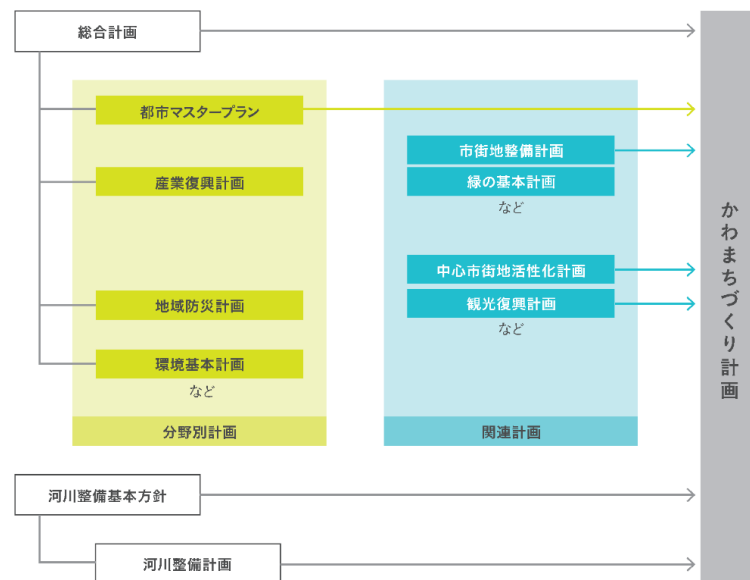 総合計画
都市マスタープラン
産業復興計画
地域防災計画
環境基本計画
など
分野別計画
市街地整備計画
緑の基本計画
など
中心市街地活性化計画
観光復興計画
など
関連計画
河川整備基本方針
河川整備計画
かわまちづくり計画